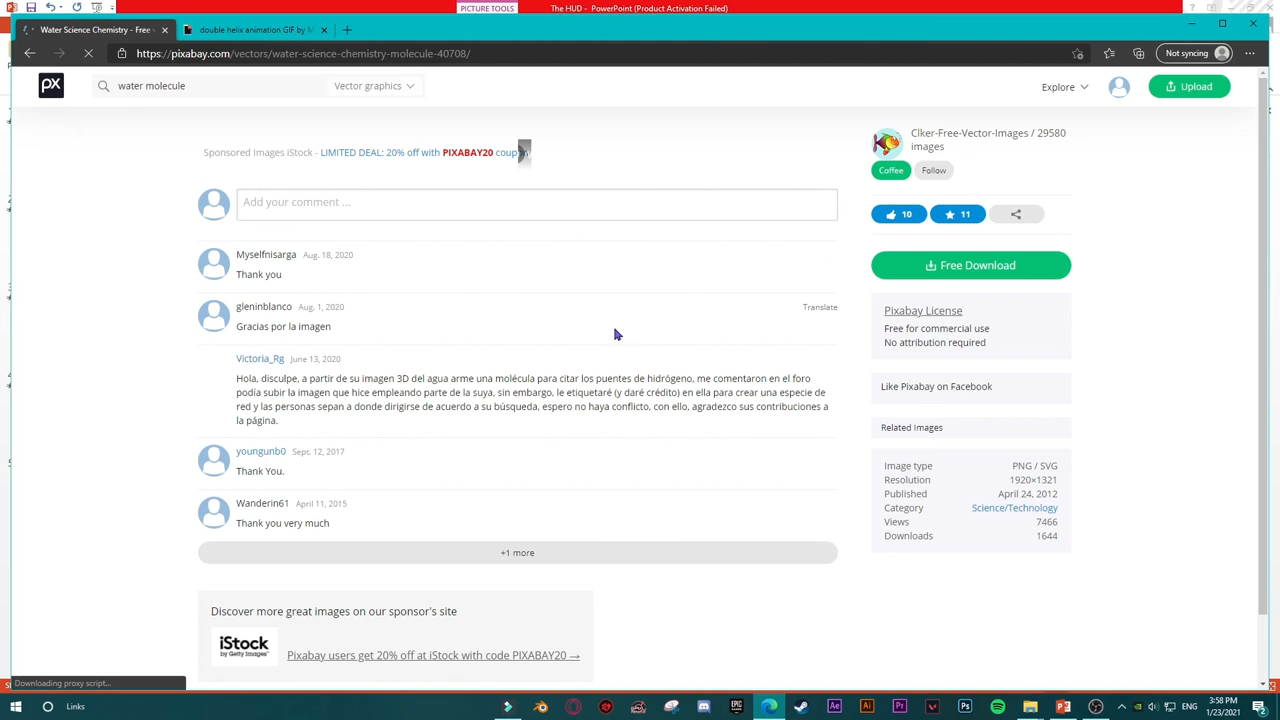 PICTURE TOOLS
The HUD - PowerPoint (Product Activation Failed)
Water Science Chemistry - Free
double helix animation GIF by M
https://pixabay.com/vectors/water-science-chemistry-molecule-40708/
Not syncing
px
water molecule
Vector graphics
Explore
Upload
Sponsored Images iStock - LIMITED DEAL: 20% off with PIXABAY20 coupon
Clker-Free-Vector-Images / 29580
images
Coffee
Follow
Add your comment ...
10
11
Myselfnisarga Aug. 18, 2020
Thank you
Free Download
gleninblanco Aug. 1, 2020
Translate
Gracias por la imagen
Pixabay License
Free for commercial use
No attribution required
Victoria_Rg June 13, 2020
Hola, disculpe, a partir de su imagen 3D del agua arme una molécula para citar los puentes de hidrógeno, me comentaron en el foro
podía subir la imagen que hice empleando parte de la suya, sin embargo, le etiquetaré (y daré crédito) en ella para crear una especie de
red y las personas sepan a donde dirigirse de acuerdo a su búsqueda, espero no haya conflicto, con ello, agradezco sus contribuciones a
la página.
Like Pixabay on Facebook
Related Images
youngunb0 Sept. 12, 2017
Thank You.
Image type PNG / SVG
Resolution 1920×1321
Published April 24, 2012
Category Science/Technology
Views 7466
Downloads 1644
Wanderin61 April 11, 2015
Thank you very much
+1 more
Discover more great images on our sponsor's site
iStock
by Getty Images
Pixabay users get 20% off at iStock with code PIXABAY20 →
Downloading proxy script...
Links
EPIC
GAMES
Ae
Ai
Pr
Ps
ENG
3:58 PM
1/23/2021